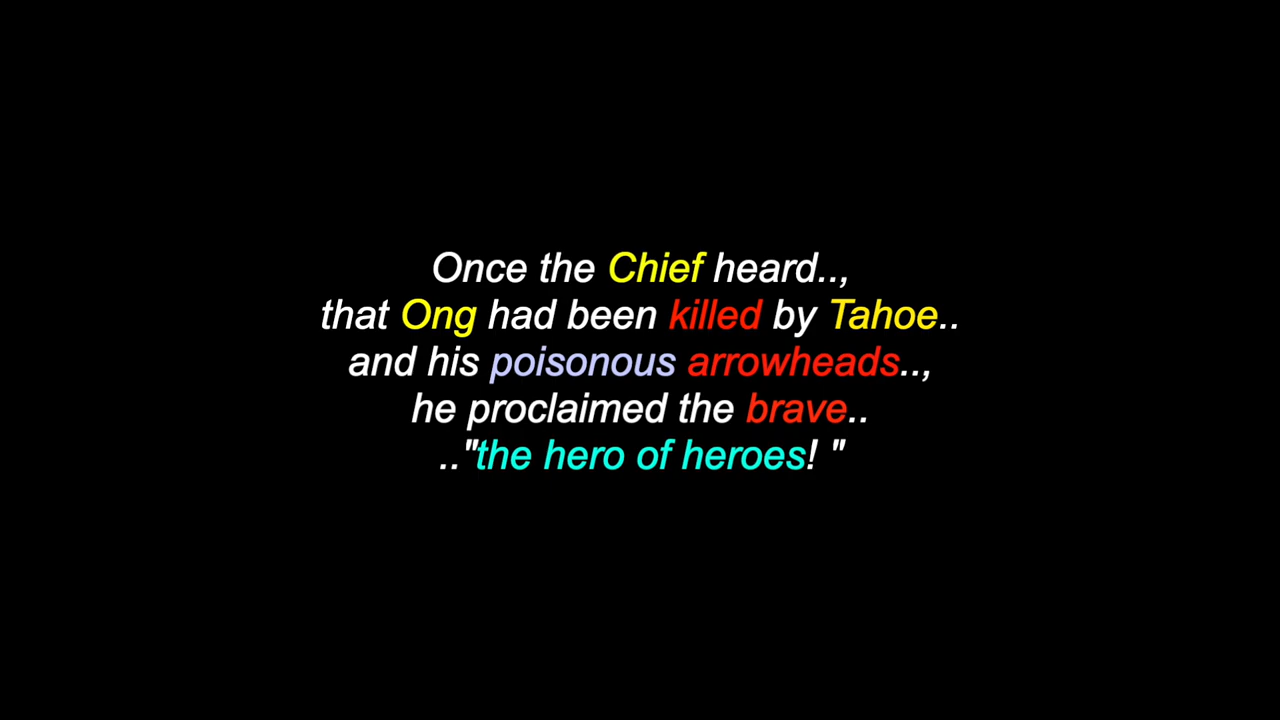 Once the Chief heard..,
that Ong had been killed by Tahoe..
and his poisonous arrowheads..,
he proclaimed the brave..
.."the hero of heroes! "